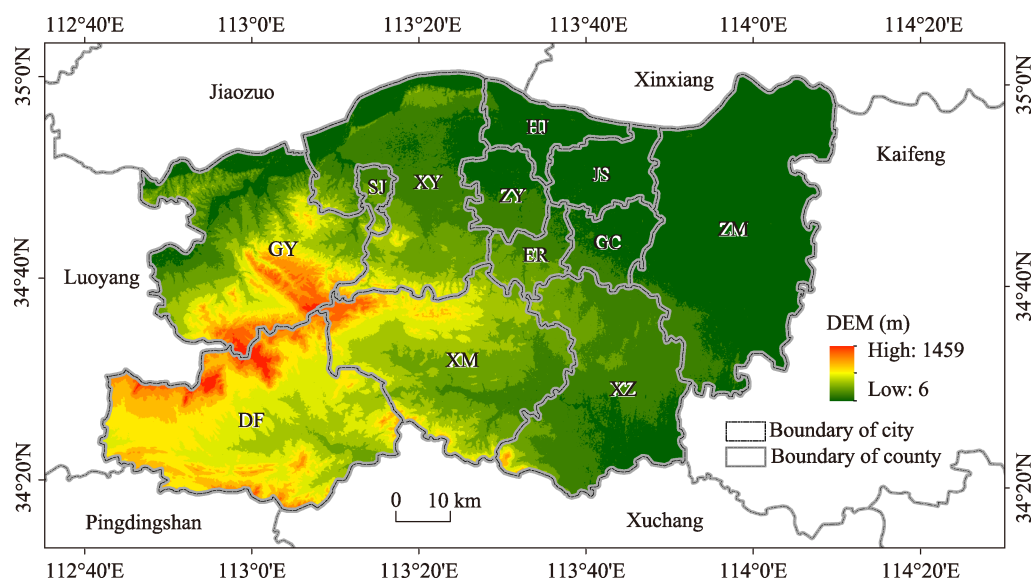 112°40'E 113°0'E 113°20'E 113°40'E 114°0'E 114°20'E
35°0'N
35°0'N
Jiaozuo
Xinxiang
Kaifeng
HJ
JS
SJ
XY
ZY
GC
ZM
GY
ER
Luoyang
34°40'N
34°40'N
DEM (m)
High: 1459
Low: 6
XM
XZ
DF
Boundary of city
Boundary of county
34°20'N
34°20'N
0 10 km
Pingdingshan
Xuchang
112°40'E 113°0'E 113°20'E 113°40'E 114°0'E 114°20'E